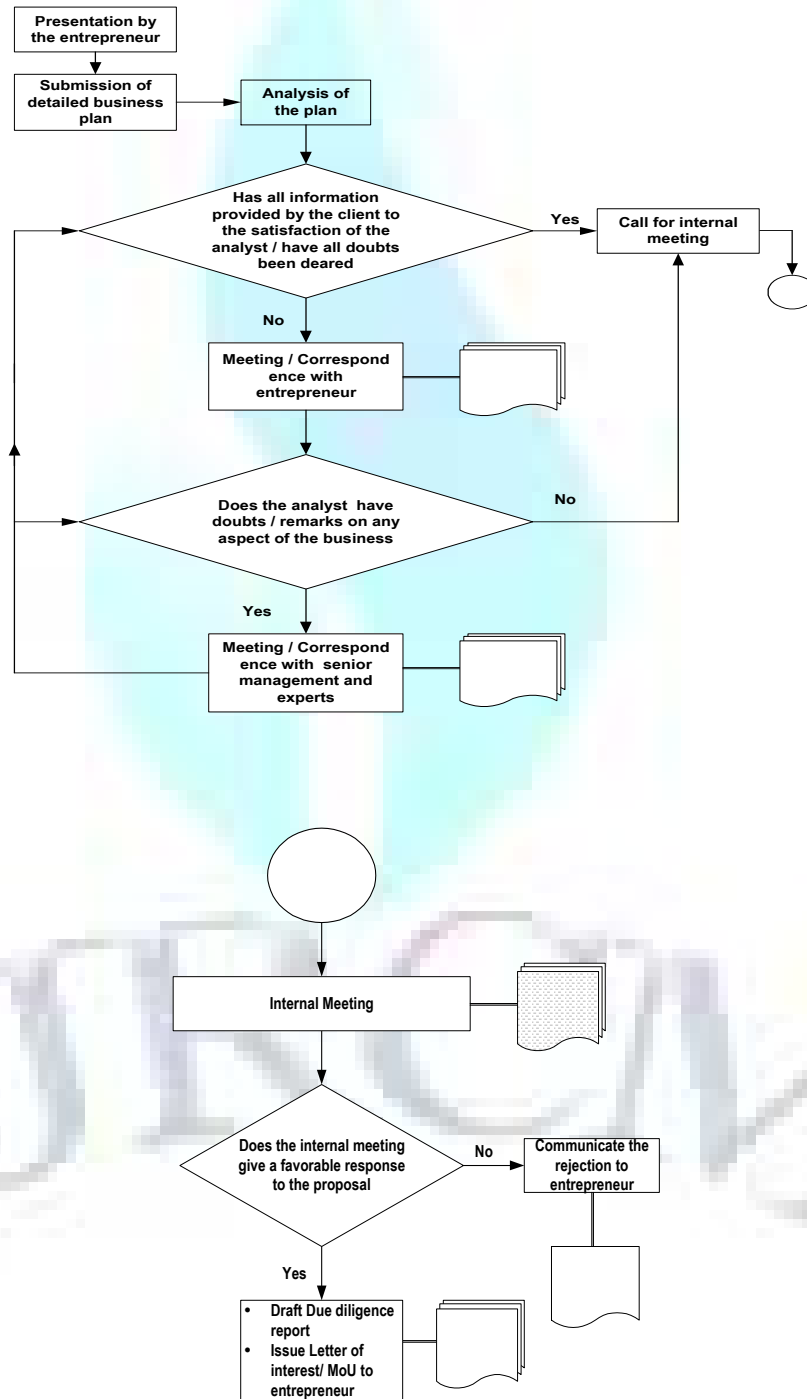 Presentation by
the entrepreneur
Submission of
detailed business
plan
Analysis of
the plan
Has all information
provided by the client to
the satisfaction of the
analyst / have all doubts
been deared
Yes
Call for internal
meeting
No
Meeting / Correspond
ence with
entrepreneur
Does the analyst have
doubts / remarks on any
aspect of the business
No
Yes
Meeting / Correspond
ence with senior
management and
experts
Internal Meeting
Does the internal meeting
give a favorable response
to the proposal
No
Communicate the
rejection to
entrepreneur
Yes
• Draft Due diligence
report
• Issue Letter of
interest/ MoU to
entrepreneur